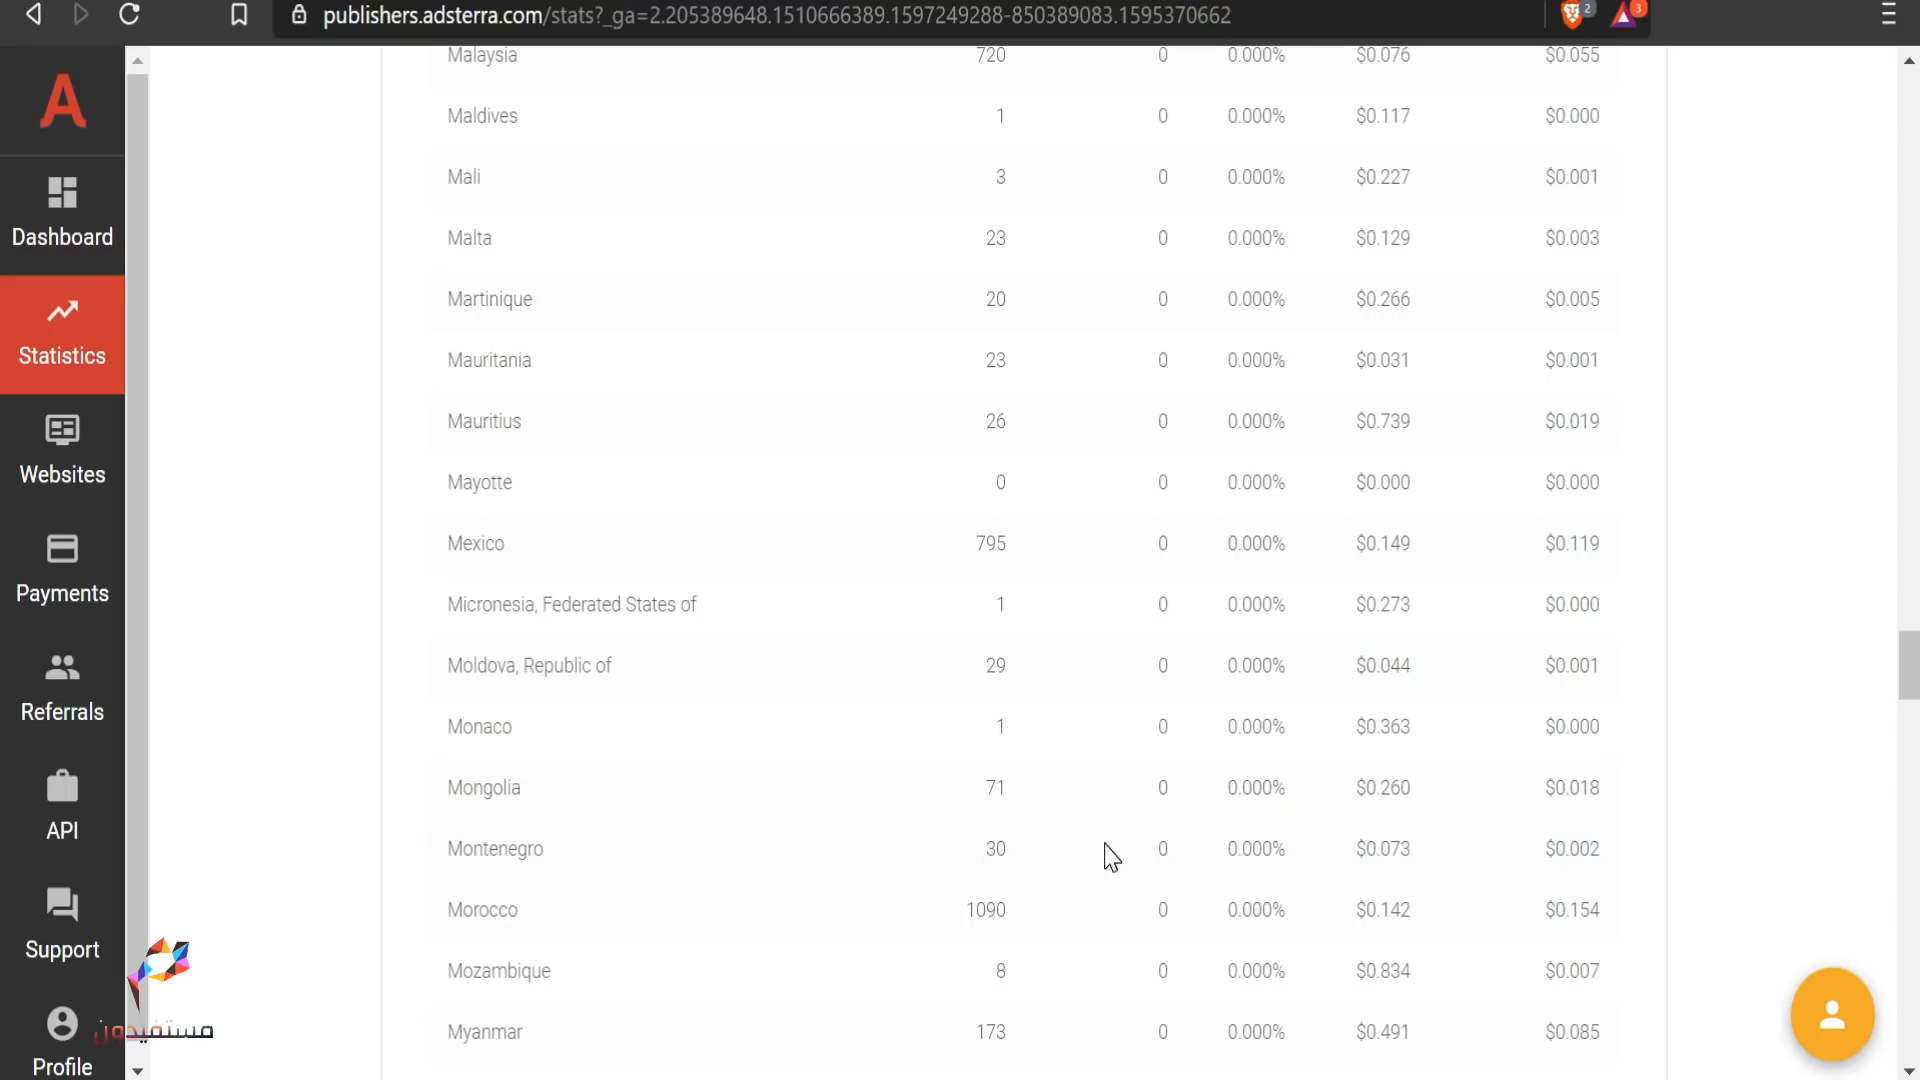 publishers.adsterra.com/stats?_ga=2.205389648.1510666389.1597249288-850389083.1595370662
2
3
A
Dashboard
Statistics
Websites
Payments
Referrals
API
Support
Profile
مستفيدون
Malaysia 720 0 0.000% $0.076 $0.055
Maldives 1 0 0.000% $0.117 $0.000
Mali 3 0 0.000% $0.227 $0.001
Malta 23 0 0.000% $0.129 $0.003
Martinique 20 0 0.000% $0.266 $0.005
Mauritania 23 0 0.000% $0.031 $0.001
Mauritius 26 0 0.000% $0.739 $0.019
Mayotte 0 0 0.000% $0.000 $0.000
Mexico 795 0 0.000% $0.149 $0.119
Micronesia, Federated States of 1 0 0.000% $0.273 $0.000
Moldova, Republic of 29 0 0.000% $0.044 $0.001
Monaco 1 0 0.000% $0.363 $0.000
Mongolia 71 0 0.000% $0.260 $0.018
Montenegro 30 0 0.000% $0.073 $0.002
Morocco 1090 0 0.000% $0.142 $0.154
Mozambique 8 0 0.000% $0.834 $0.007
Myanmar 173 0 0.000% $0.491 $0.085